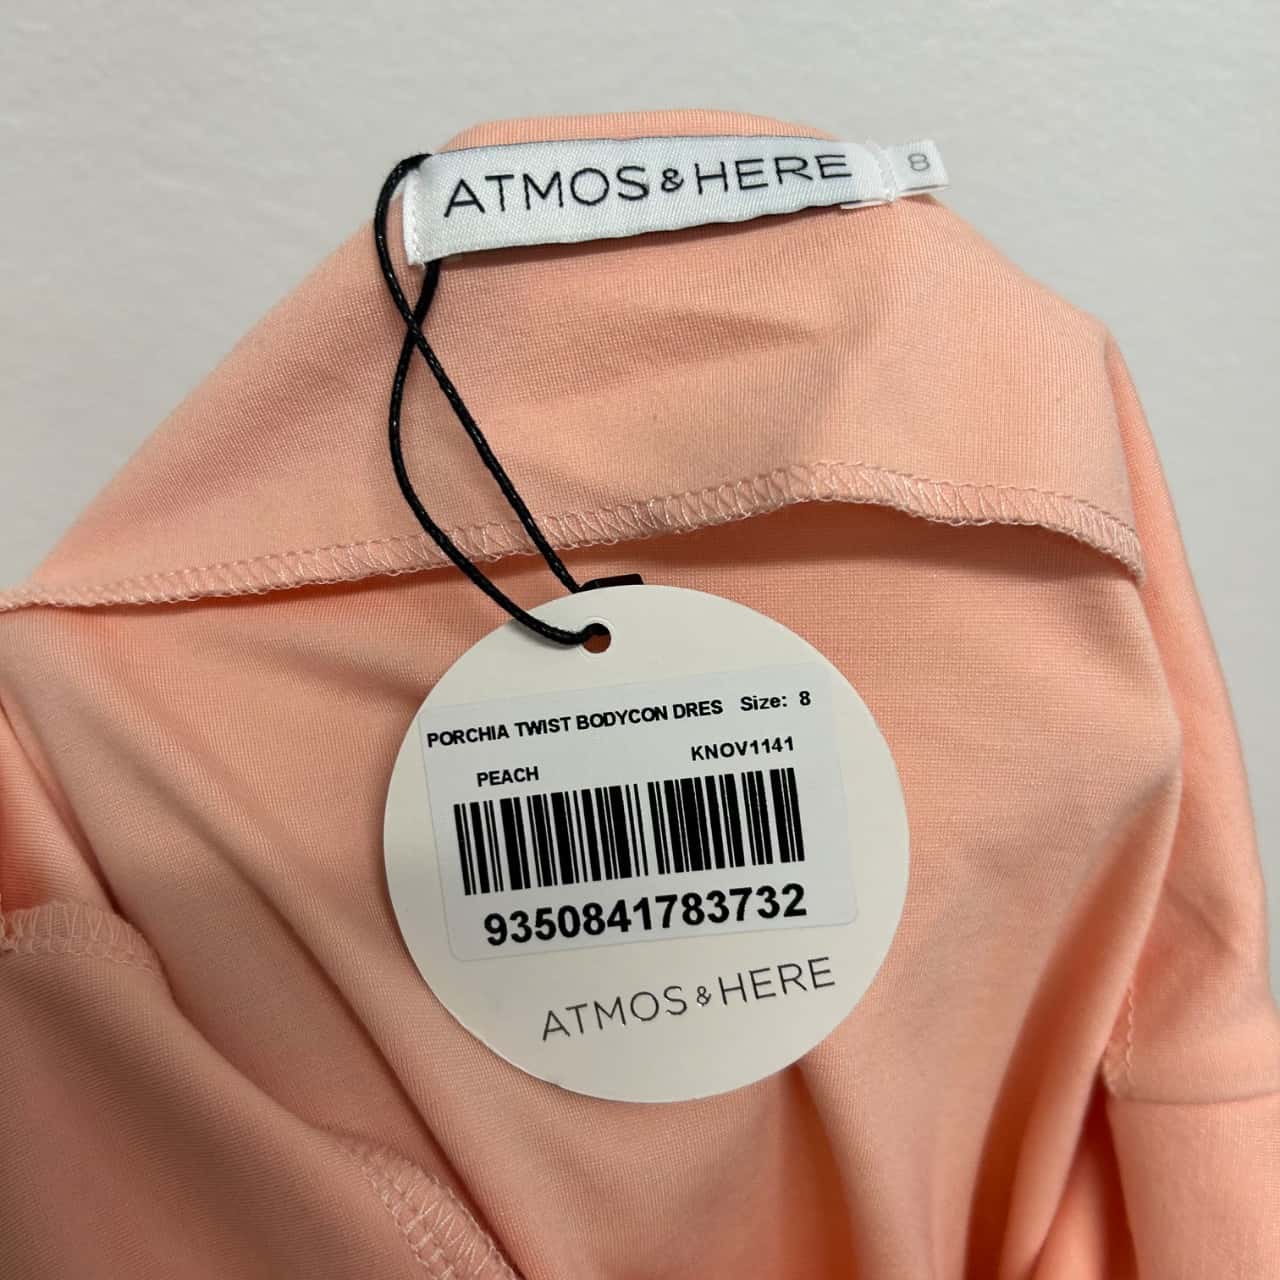 ATMOS & HERE
8
PORCHIA TWIST BODYCON DRES Size: 8
PEACH KNOV1141
9350841783732
ATMOS & HERE